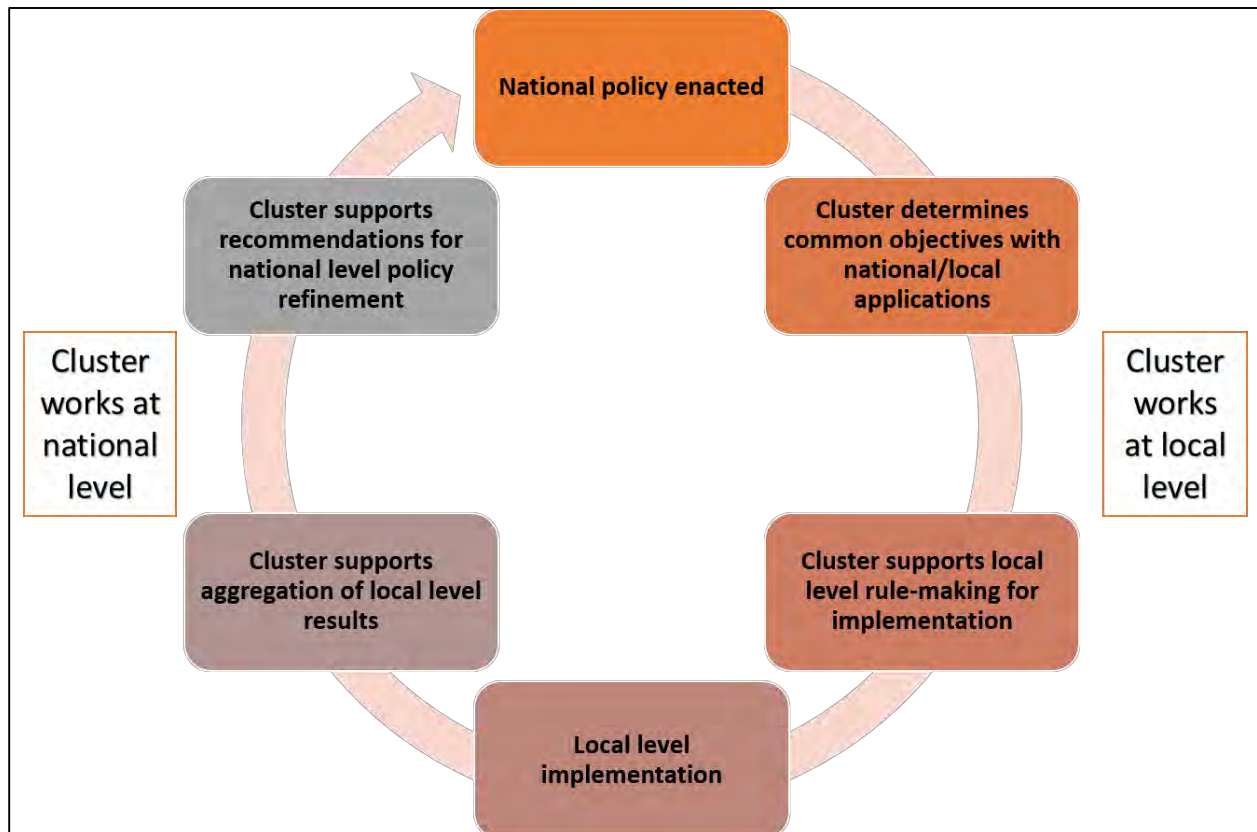 National policy enacted
Cluster determines
common objectives with
national/local
applications
Cluster supports local
level rule-making for
implementation
Local level
implementation
Cluster supports
aggregation of local level
results
Cluster supports
recommendations for
national level policy
refinement
Cluster
works at
national
level
Cluster
works
at local
level